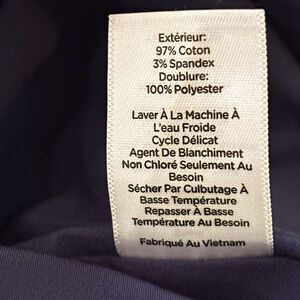 Extérieur:
97% Coton
3% Spandex
Doublure:
100% Polyester
Laver À La Machine À
L'eau Froide
Cycle Délicat
Agent De Blanchiment
Non Chloré Seulement Au
Besoin
Sécher Par Culbutage À
Basse Température
Repasser À Basse
Température Au Besoin
Fabriqué Au Vietnam